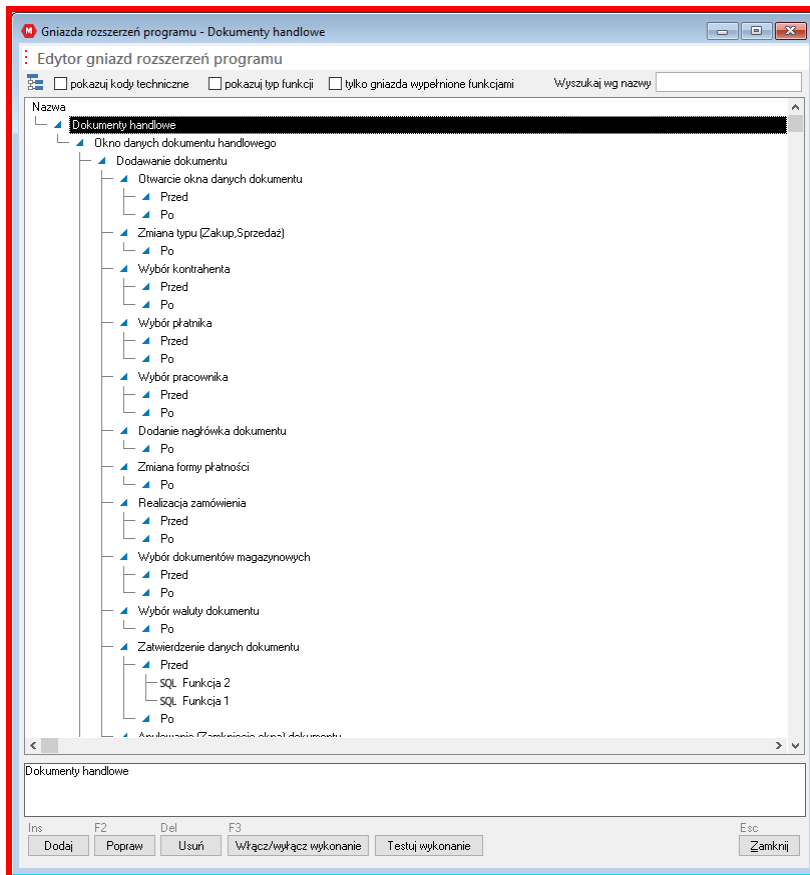 M Gniazda rozszerzeń programu - Dokumenty handlowe
Edytor gniazd rozszerzeń programu
pokazuj kody techniczne pokazuj typ funkcji tylko gniazda wypełnione funkcjami Wyszukaj wg nazwy
Nazwa
Dokumenty handlowe
Okno danych dokumentu handlowego
Dodawanie dokumentu
Otwarcie okna danych dokumentu
Przed
Po
Zmiana typu (Zakup,Sprzedaż)
Po
Wybór kontrahenta
Przed
Po
Wybór płatnika
Przed
Po
Wybór pracownika
Przed
Po
Dodanie nagłówka dokumentu
Po
Zmiana formy płatności
Po
Realizacja zamówienia
Przed
Po
Wybór dokumentów magazynowych
Przed
Po
Wybór waluty dokumentu
Po
Zatwierdzenie danych dokumentu
Przed
SQL Funkcja 2
SQL Funkcja 1
Po
Anulowanie (Zamknięcie okna) dokumentu
Dokumenty handlowe
Ins F2 Del F3 Esc
Dodaj Popraw Usuń Włącz/wyłącz wykonanie Testuj wykonanie Zamknij